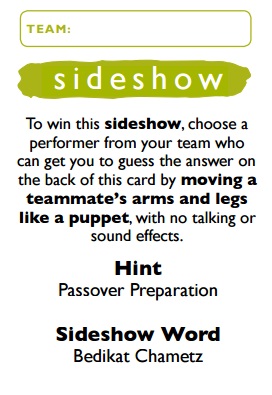 TEAM:
sideshow
To win this sideshow, choose a
performer from your team who
can get you to guess the answer on
the back of this card by moving a
teammate's arms and legs
like a puppet, with no talking or
sound effects.
Hint
Passover Preparation
Sideshow Word
Bedikat Chametz